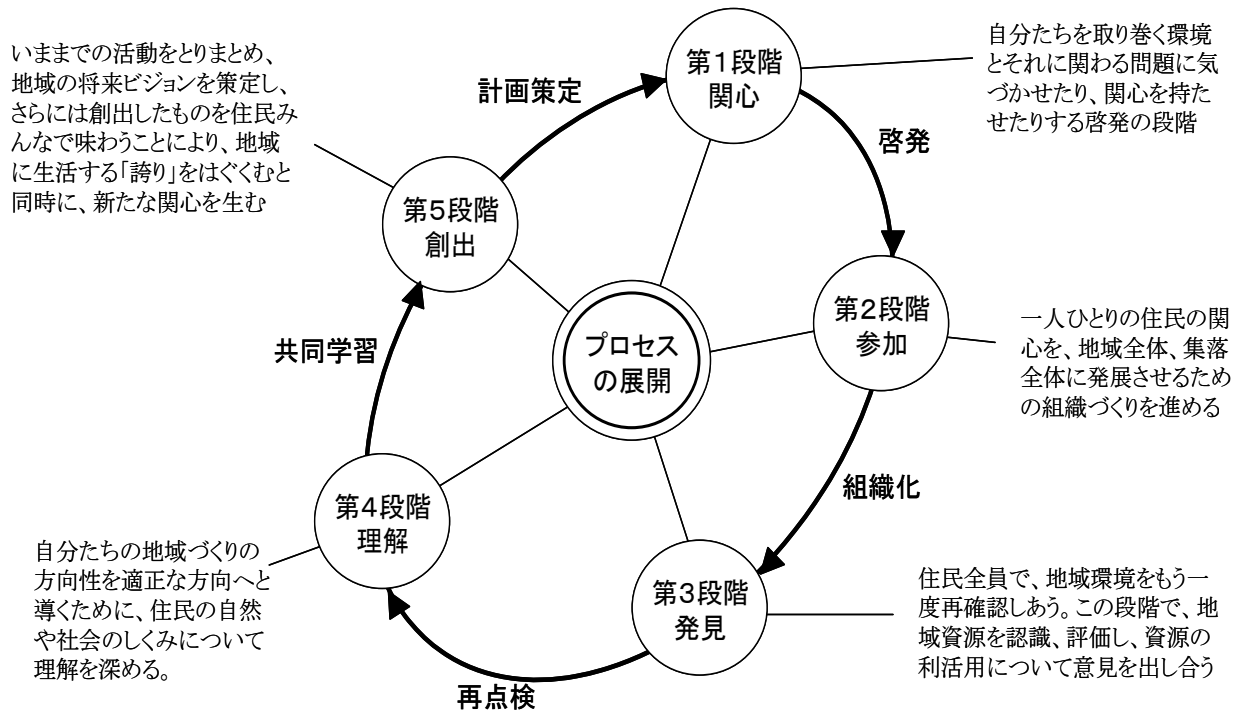 第1段階
関心
自分たちを取り巻く環境
とそれに関わる問題に気
づかせたり、関心を持た
せたりする啓発の段階
啓発
第2段階
参加
一人ひとりの住民の関
心を、地域全体、集落
全体に発展させるため
の組織づくりを進める
組織化
第3段階
発見
住民全員で、地域環境をもう一
度再確認しあう。この段階で、地
域資源を認識、評価し、資源の
利活用について意見を出し合う
再点検
第4段階
理解
自分たちの地域づくりの
方向性を適正な方向へと
導くために、住民の自然
や社会のしくみについて
理解を深める。
共同学習
第5段階
創出
いままでの活動をとりまとめ、
地域の将来ビジョンを策定し、
さらには創出したものを住民み
んなで味わうことにより、地域
に生活する「誇り」をはぐくむと
同時に、新たな関心を生む
計画策定
プロセス
の展開